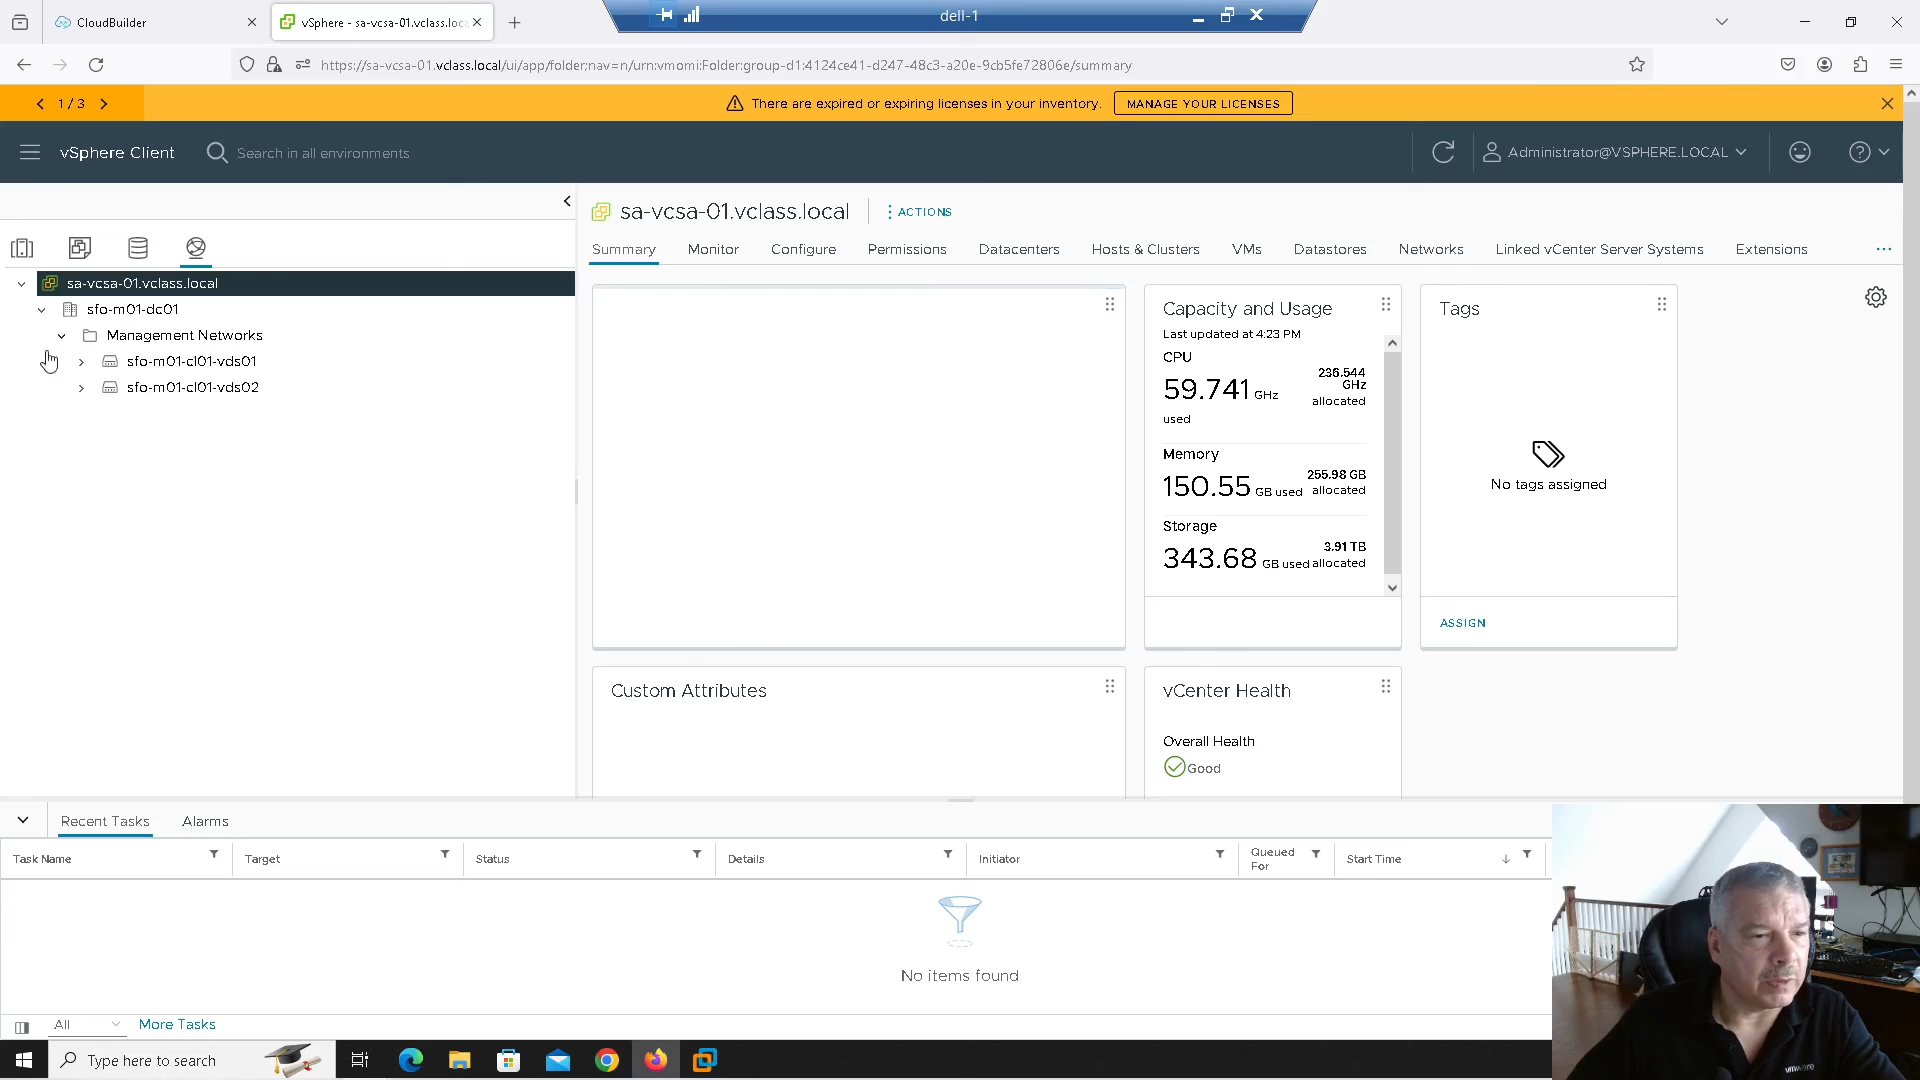 CloudBuilder
vSphere - sa-vcsa-01.vclass.loca
dell-1
https://sa-vcsa-01.vclass.local/ui/app/folder;nav=n/urn:vmomi:Folder:group-d1:4124ce41-d247-48c3-a20e-9cb5fe72806e/summary
1 / 3
There are expired or expiring licenses in your inventory.
MANAGE YOUR LICENSES
vSphere Client
Search in all environments
Administrator@VSPHERE.LOCAL
sa-vcsa-01.vclass.local
ACTIONS
Summary
Monitor
Configure
Permissions
Datacenters
Hosts & Clusters
VMs
Datastores
Networks
Linked vCenter Server Systems
Extensions
sa-vcsa-01.vclass.local
sfo-m01-dc01
Management Networks
sfo-m01-cl01-vds01
sfo-m01-cl01-vds02
Capacity and Usage
Last updated at 4:23 PM
CPU
59.741 GHz
used
236.544
GHz
allocated
Memory
150.55 GB used
255.98 GB
allocated
Storage
343.68 GB used
3.91 TB
allocated
Tags
No tags assigned
ASSIGN
Custom Attributes
vCenter Health
Overall Health
Good
Recent Tasks
Alarms
Task Name
Target
Status
Details
Initiator
Queued
For
Start Time
No items found
All
More Tasks
Type here to search
vmware